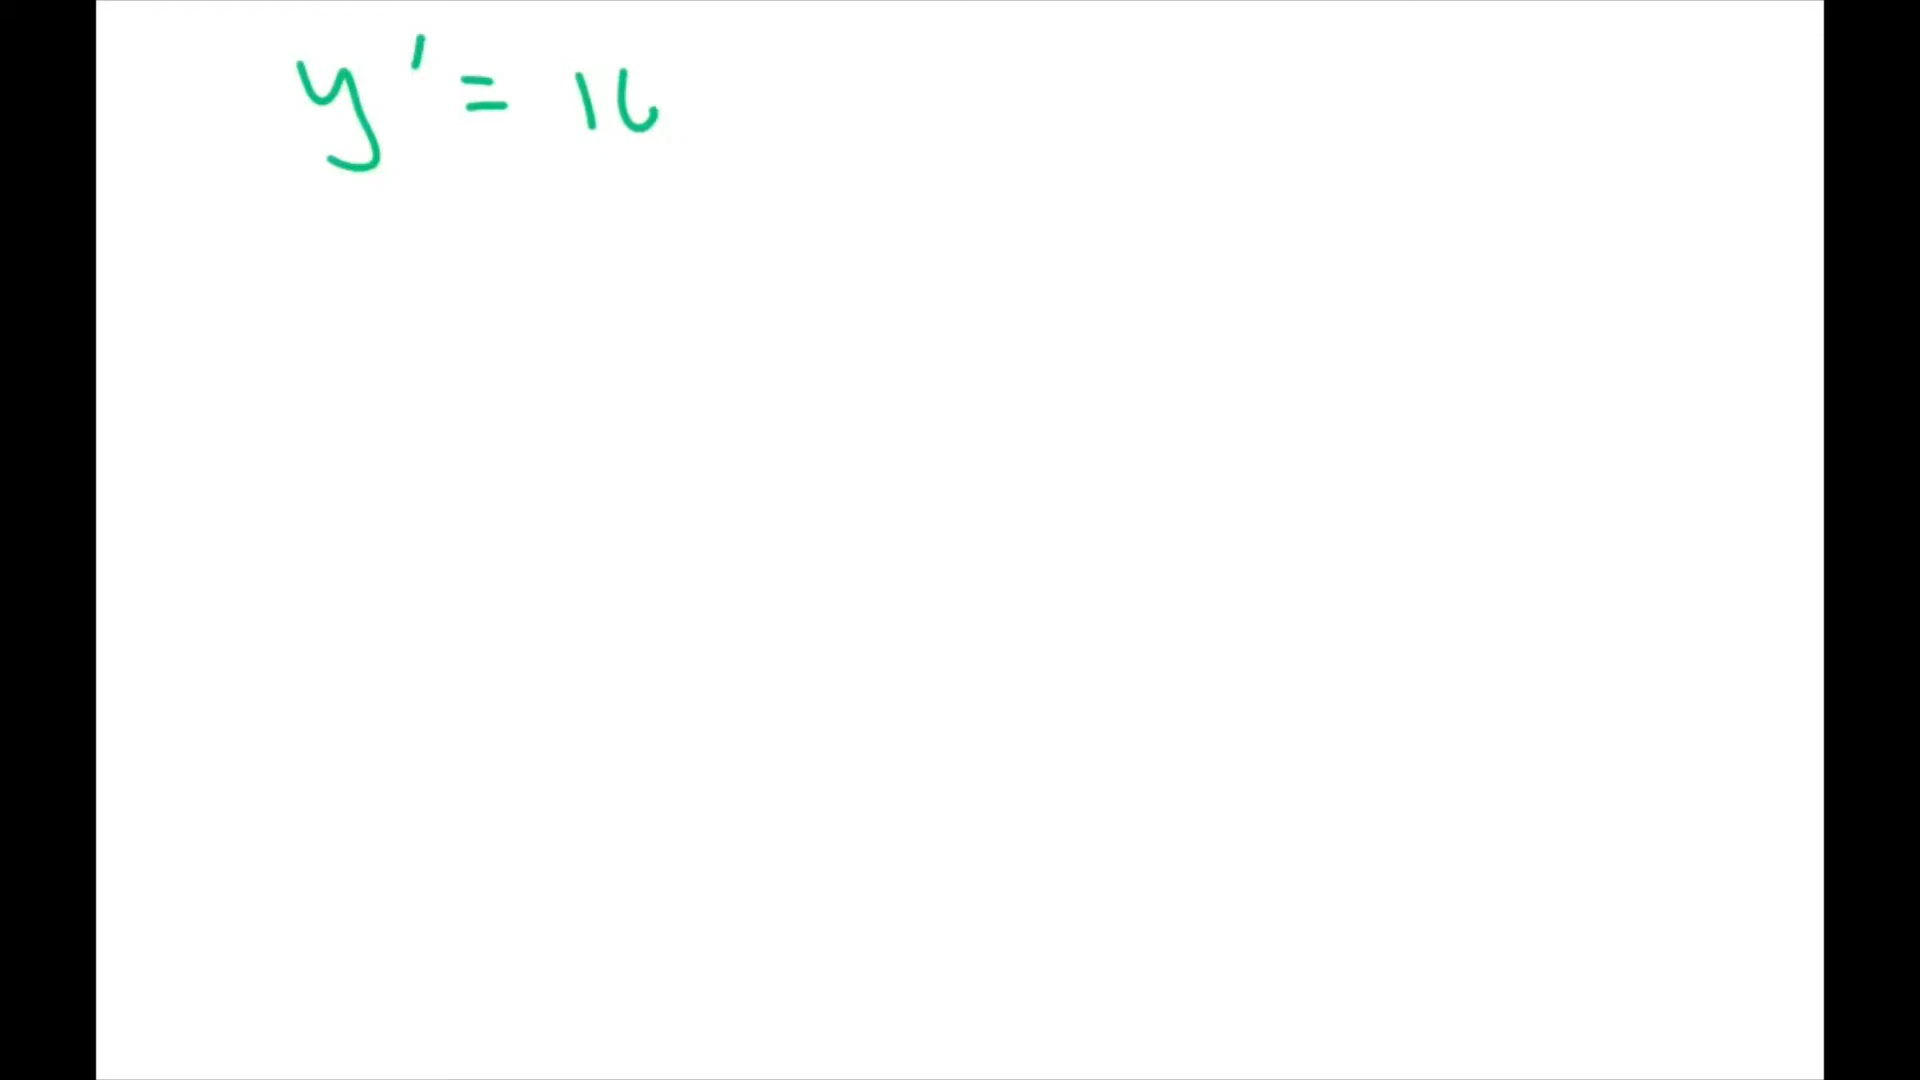 y' = 16